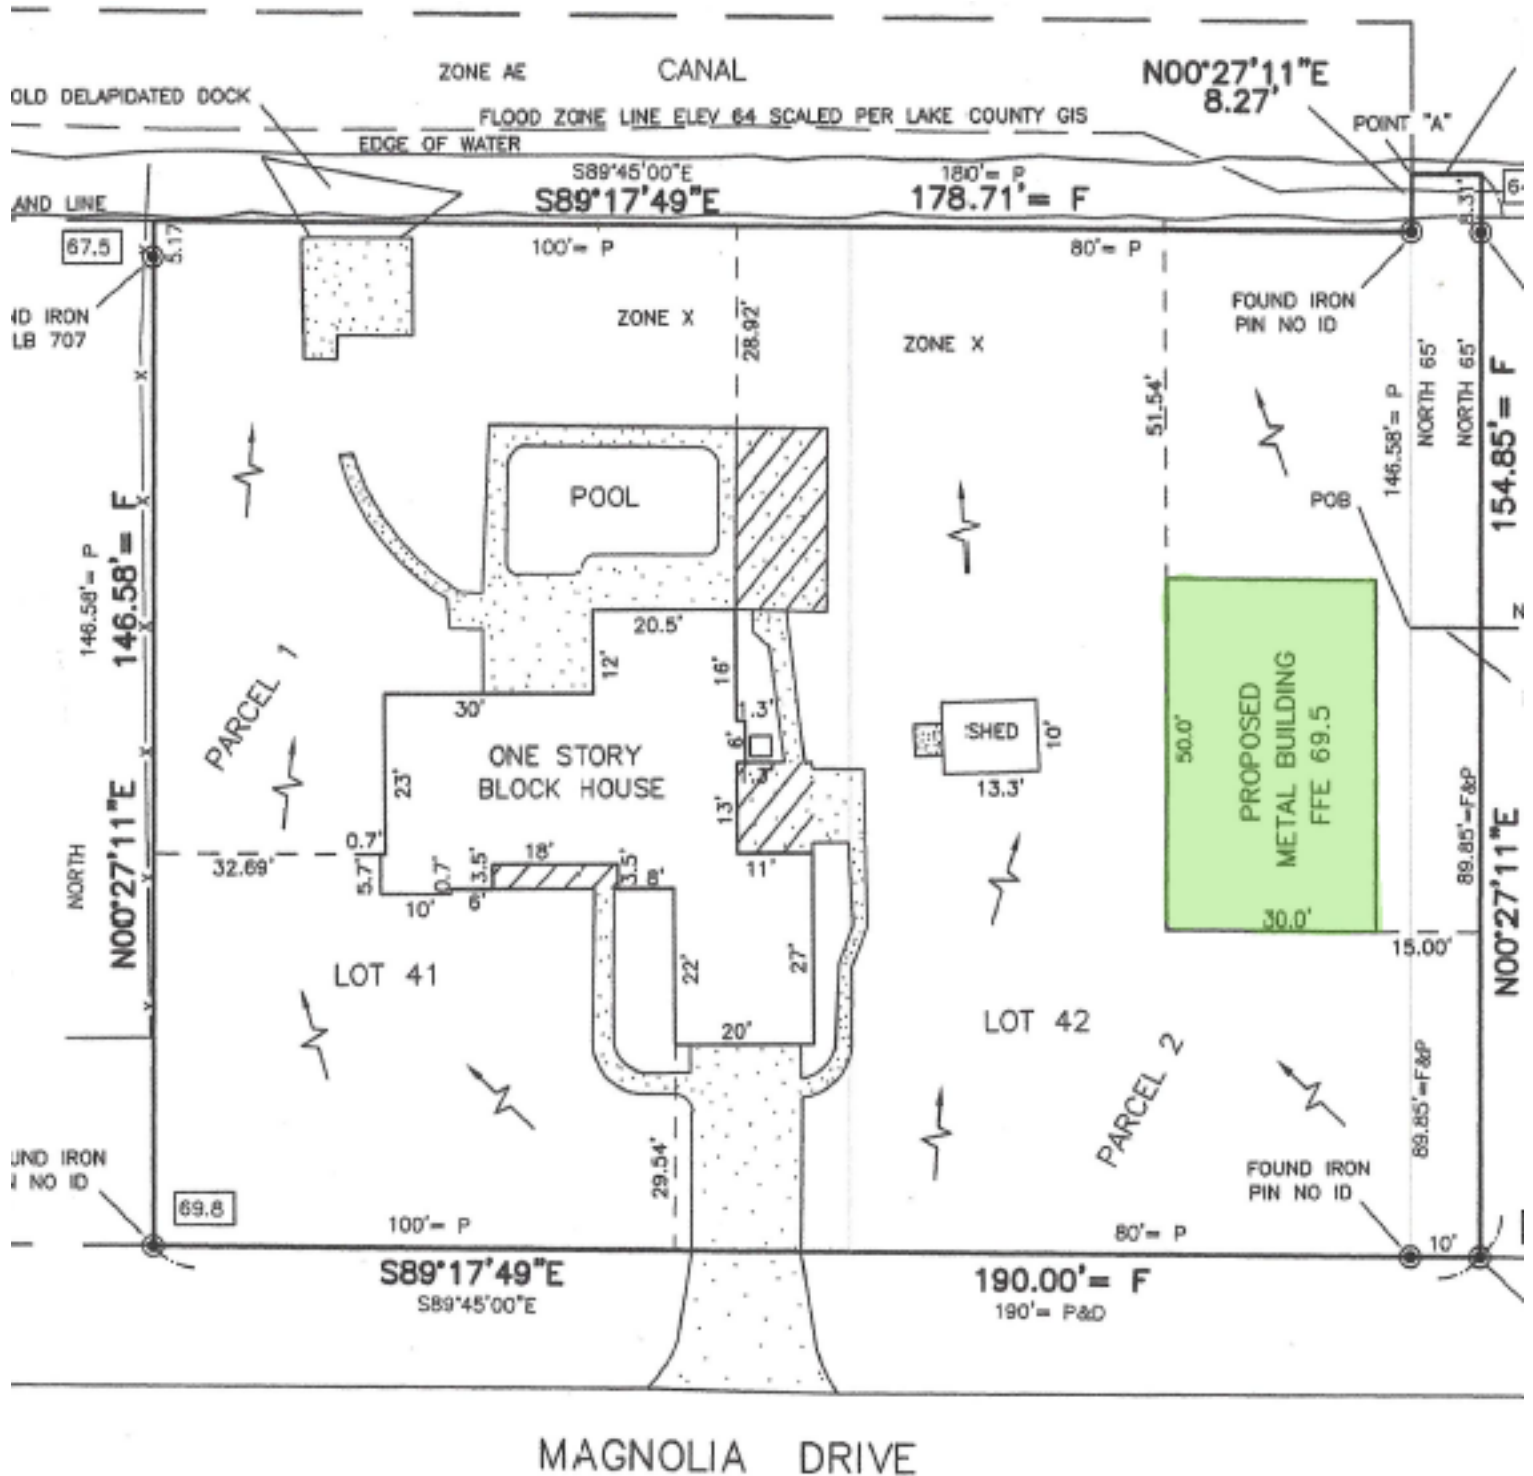 ZONE AE
CANAL
N00°27'11"E
8.27'
OLD DELAPIDATED DOCK
FLOOD ZONE LINE ELEV 64 SCALED PER LAKE COUNTY GIS
POINT "A"
EDGE OF WATER
S89°45'00"E
180'= P
S89°17'49"E
178.71'= F
AND LINE
8.31'
67.5
5.17
100'= P
80'= P
ND IRON
LB 707
ZONE X
28.92'
ZONE X
FOUND IRON
PIN NO ID
51.54'
146.58'= P
NORTH 65'
NORTH 65'
154.85'= F
POOL
POB
146.58'= P
146.58'= F
20.5'
12'
16'
N
PARCEL 1
30'
ONE STORY
BLOCK HOUSE
23'
6'
13'
SHED
10'
13.3'
50.0'
PROPOSED
METAL BUILDING
FFE 69.5
30.0'
15.00'
89.85'=F&P
N00°27'11"E
NORTH
N00°27'11"E
32.69'
0.7'
5.7'
10'
0.7'
6'
3.5'
18'
3.5'
8'
11'
22'
27'
20'
LOT 41
LOT 42
PARCEL 2
89.85'=F&P
29.54'
UND IRON
NO ID
69.8
FOUND IRON
PIN NO ID
100'= P
80'= P
10'
S89°17'49"E
S89°45'00"E
190.00'= F
190'= P&D
MAGNOLIA DRIVE